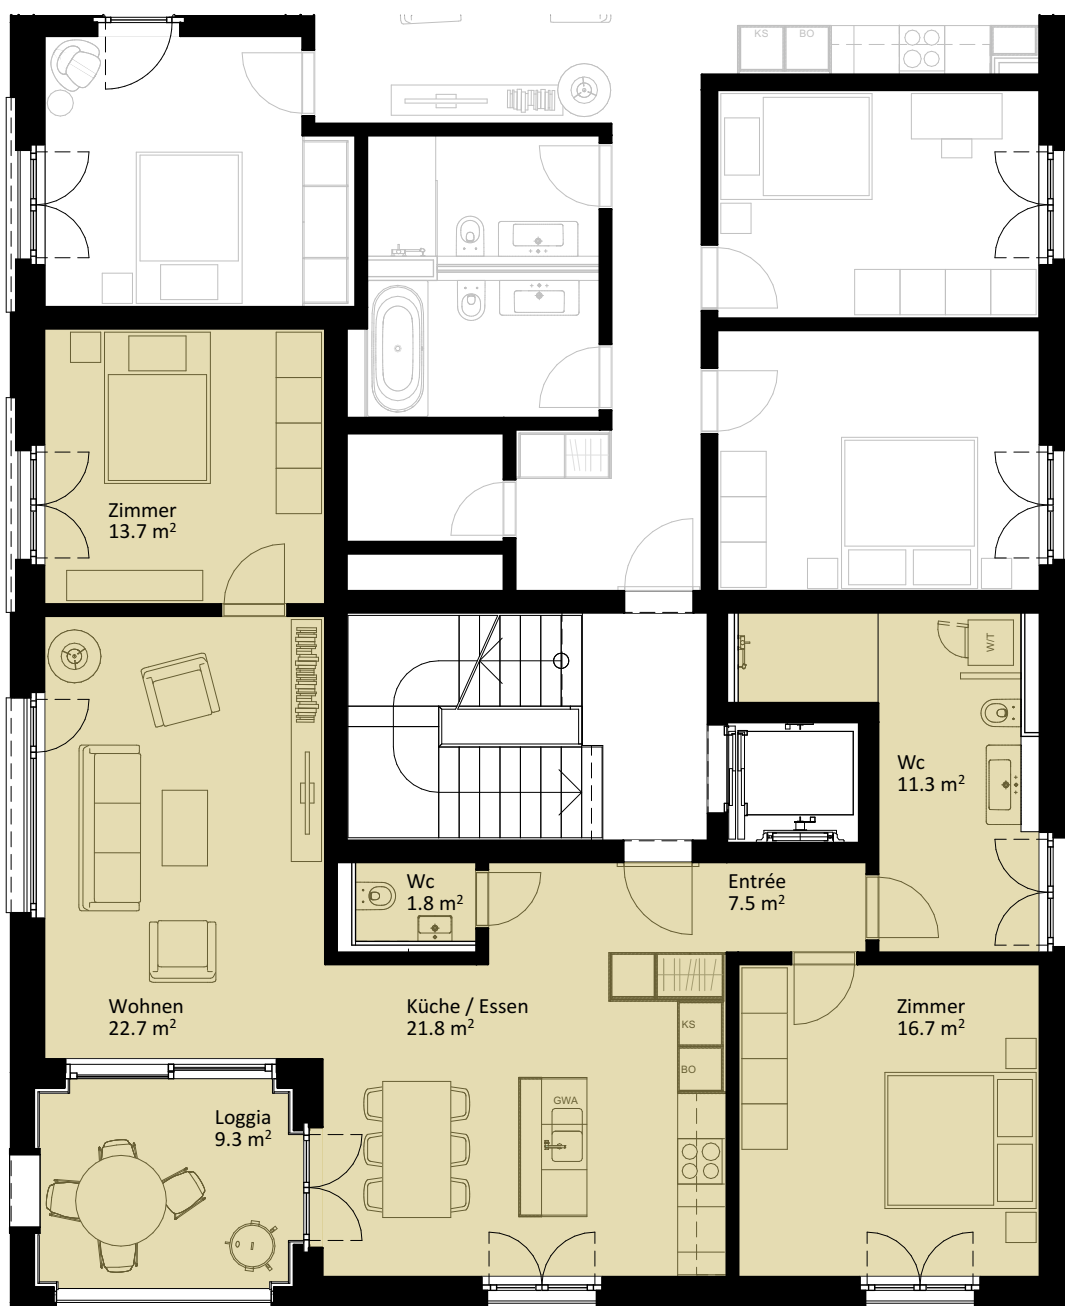 KS
BO
Zimmer
13.7 m²
W/T
Wc
11.3 m²
Wc
1.8 m²
Entrée
7.5 m²
Wohnen
22.7 m²
Küche / Essen
21.8 m²
Zimmer
16.7 m²
KS
BO
GWA
Loggia
9.3 m²